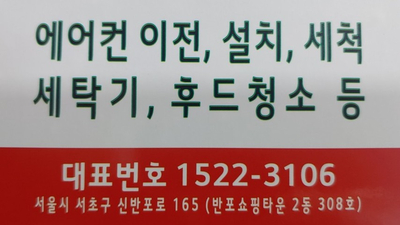 에어컨 이전, 설치, 세척
세탁기, 후드청소 등
대표번호 1522-3106
서울시 서초구 신반포로 165 (반포쇼핑타운 2동 308호)